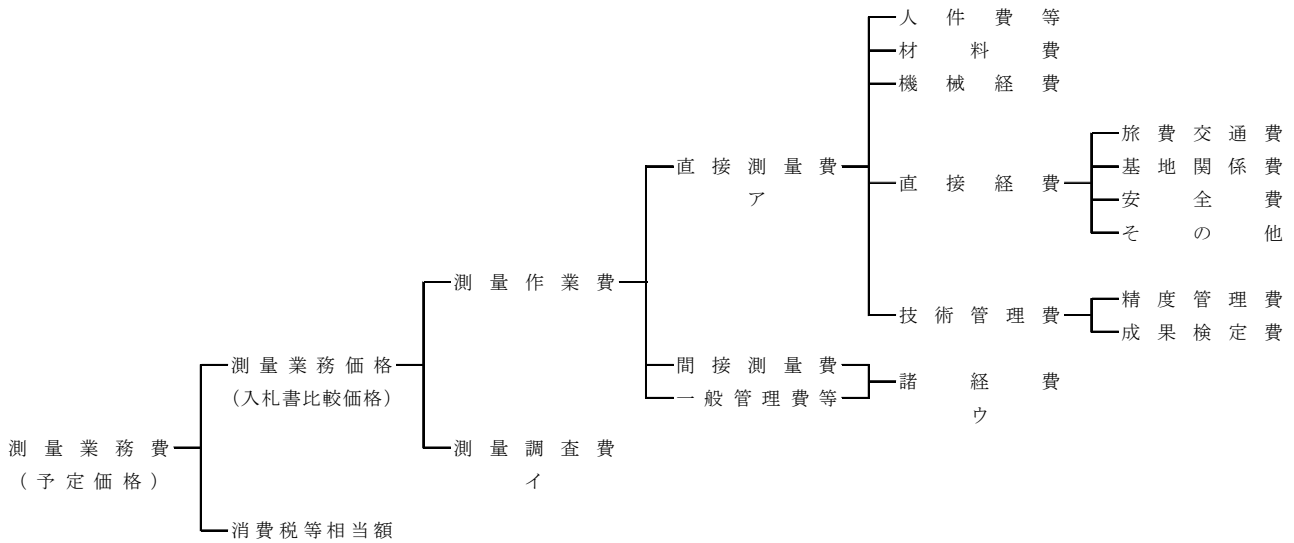 人件費等
材料費
機械経費
旅費交通費
直接測量費
基地関係費
直接経費
ア
安全費
その他
測量作業費
精度管理費
技術管理費
成果検定費
測量業務価格
間接測量費
諸経費
(入札書比較価格)
一般管理費等
ウ
測量業務費
測量調査費
(予定価格)
イ
消費税等相当額